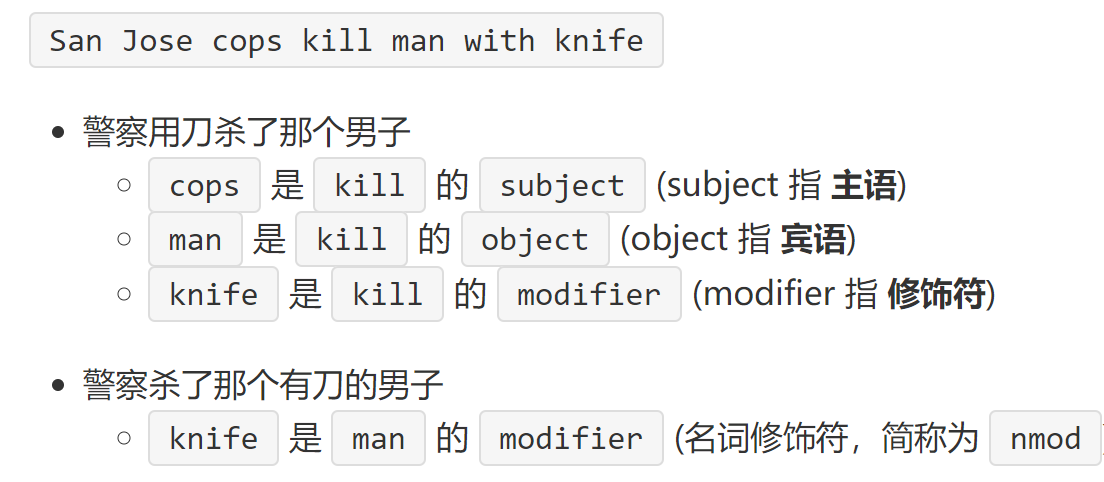 San Jose cops kill man with knife
警察用刀杀了那个男子
cops 是 kill 的 subject (subject 指 主语)
man 是 kill 的 object (object 指 宾语)
knife 是 kill 的 modifier (modifier 指 修饰符)
警察杀了那个有刀的男子
knife 是 man 的 modifier (名词修饰符，简称为 nmod